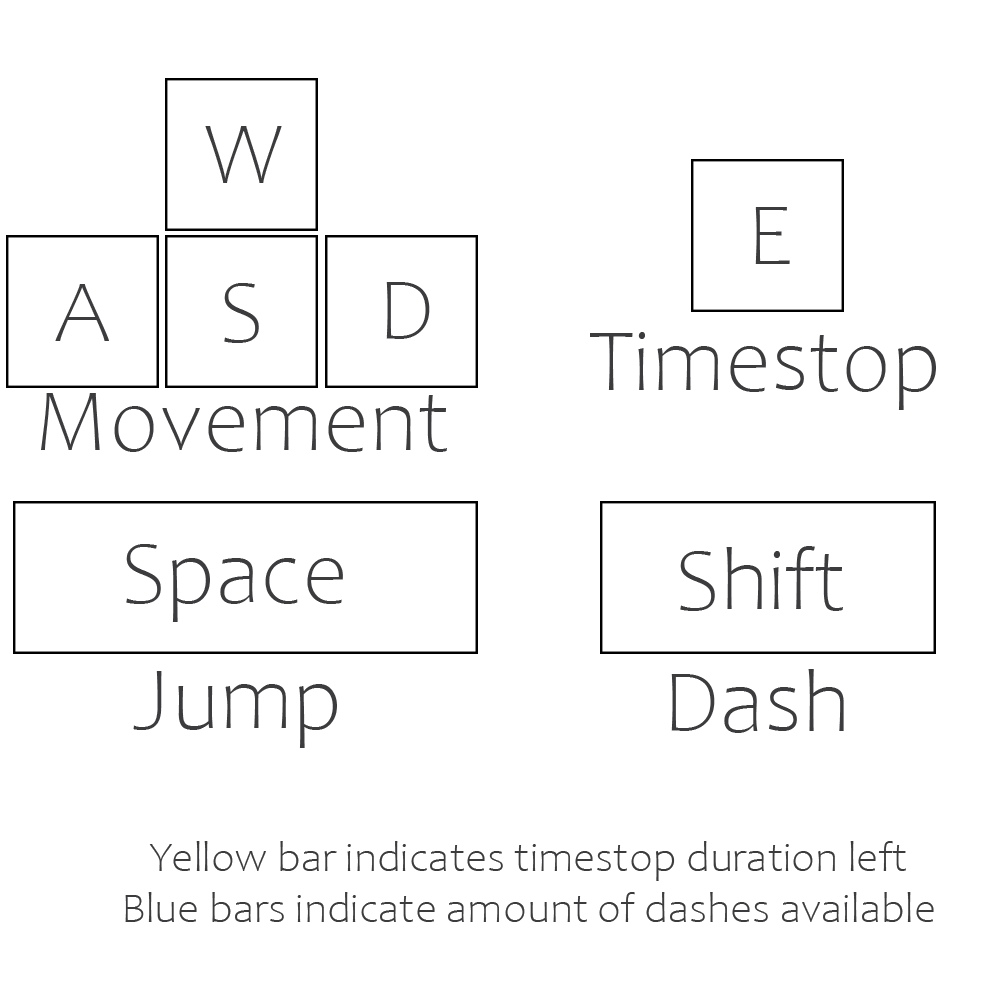 W
A S D
Movement
E
Timestop
Space
Jump
Shift
Dash
Yellow bar indicates timestop duration left
Blue bars indicate amount of dashes available